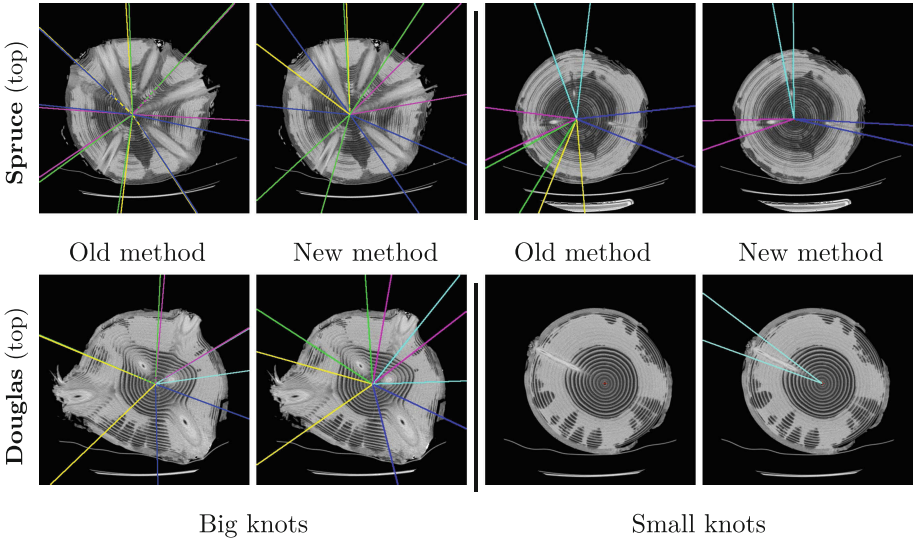 Spruce (top)
Old method
New method
Old method
New method
Douglas (top)
Big knots
Small knots